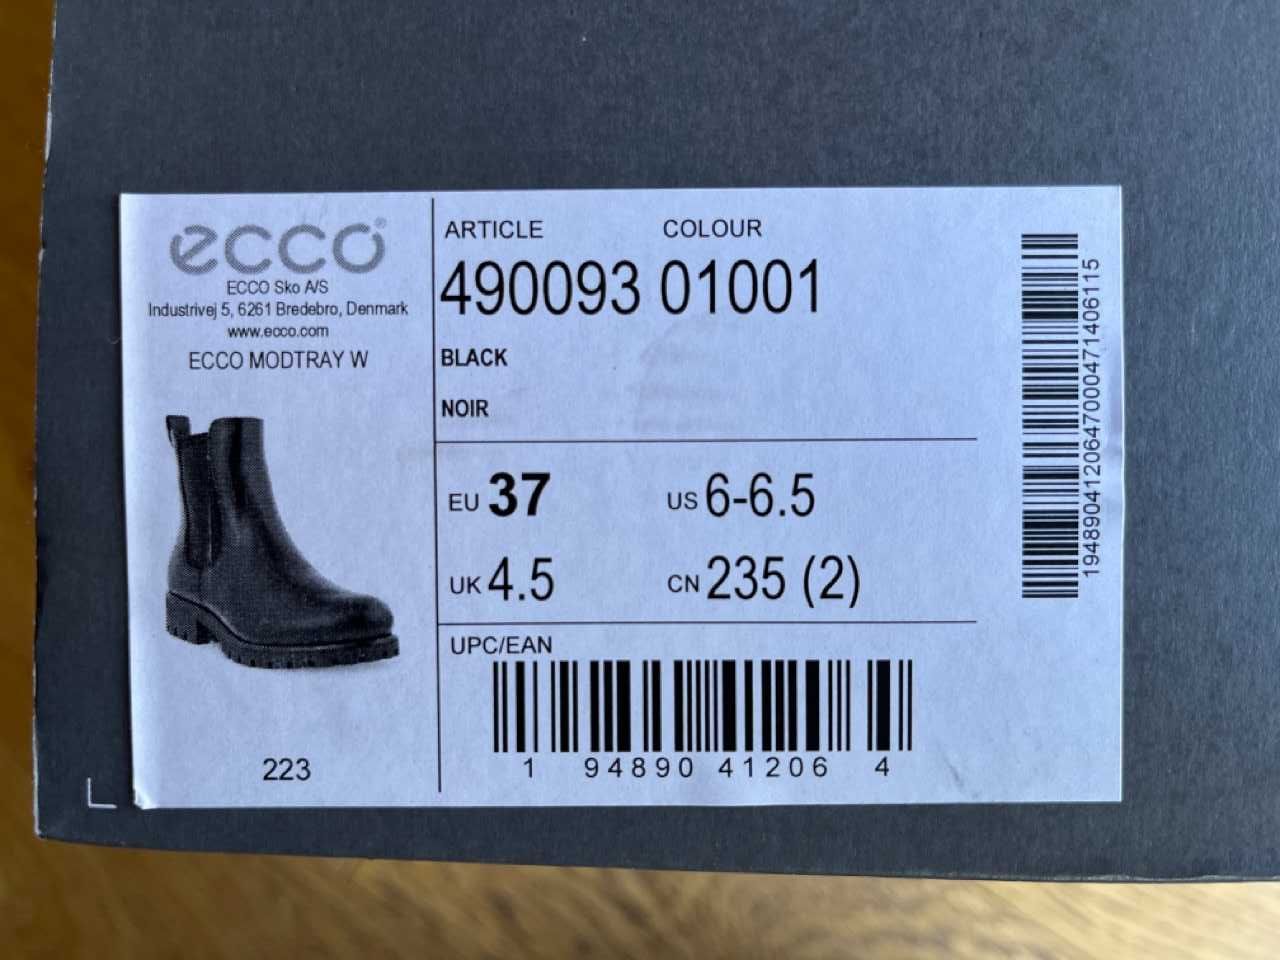 ecco®
ECCO Sko A/S
Industrivej 5, 6261 Bredebro, Denmark
www.ecco.com
ECCO MODTRAY W
223
ARTICLE COLOUR
490093 01001
BLACK
NOIR
EU 37 US 6-6.5
UK 4.5 CN 235 (2)
UPC/EAN
1 94890 41206 4
19489041206470004714​06115